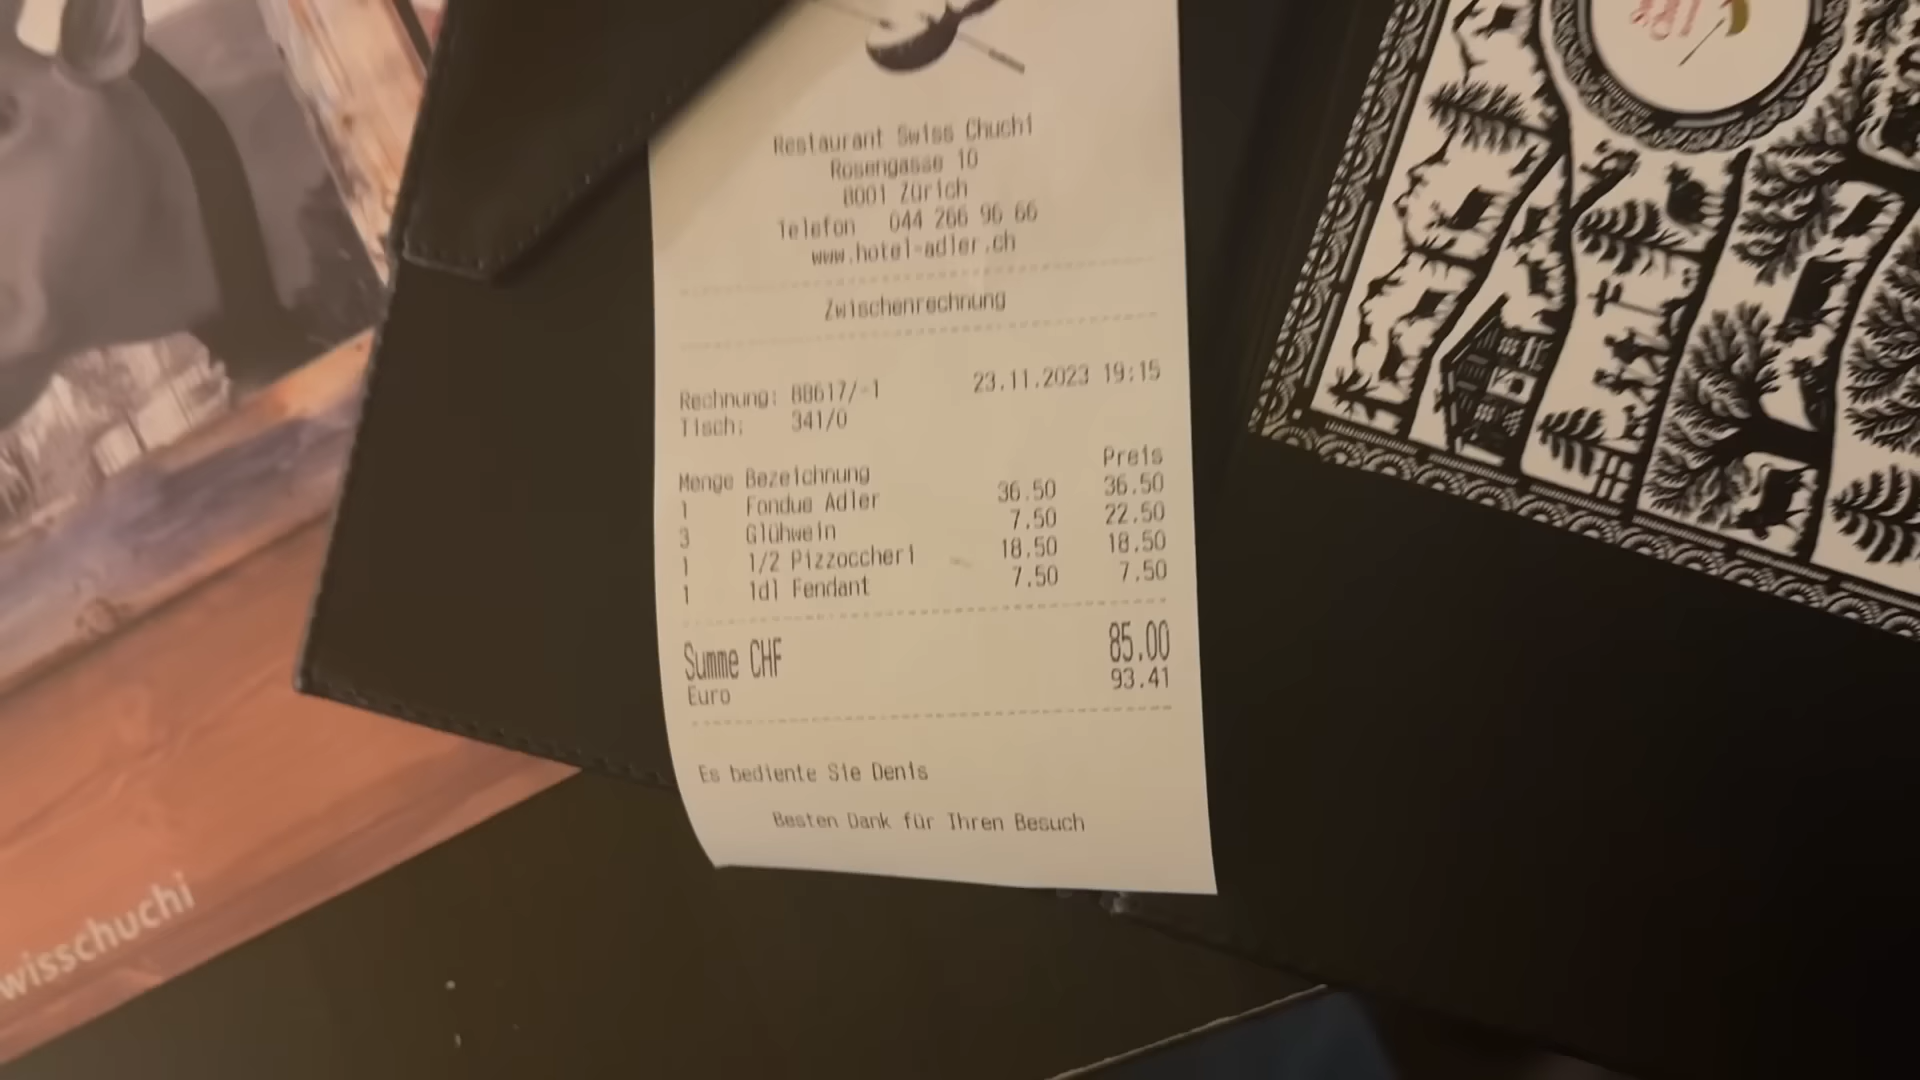 Restaurant Swiss Chuchi
Rosengasse 10
8001 Zürich
Telefon 044 266 96 66
www.hotel-adler.ch
Zwischenrechnung
Rechnung: 88617/-1 23.11.2023 19:15
Tisch: 341/0
Menge Bezeichnung Preis
1 Fondue Adler 36.50 36.50
3 Glühwein 7.50 22.50
1 1/2 Pizzoccheri 18.50 18.50
1 1dl Fendant 7.50 7.50
Summe CHF 85.00
Euro 93.41
Es bediente Sie Denis
Besten Dank für Ihren Besuch
wisschuchi